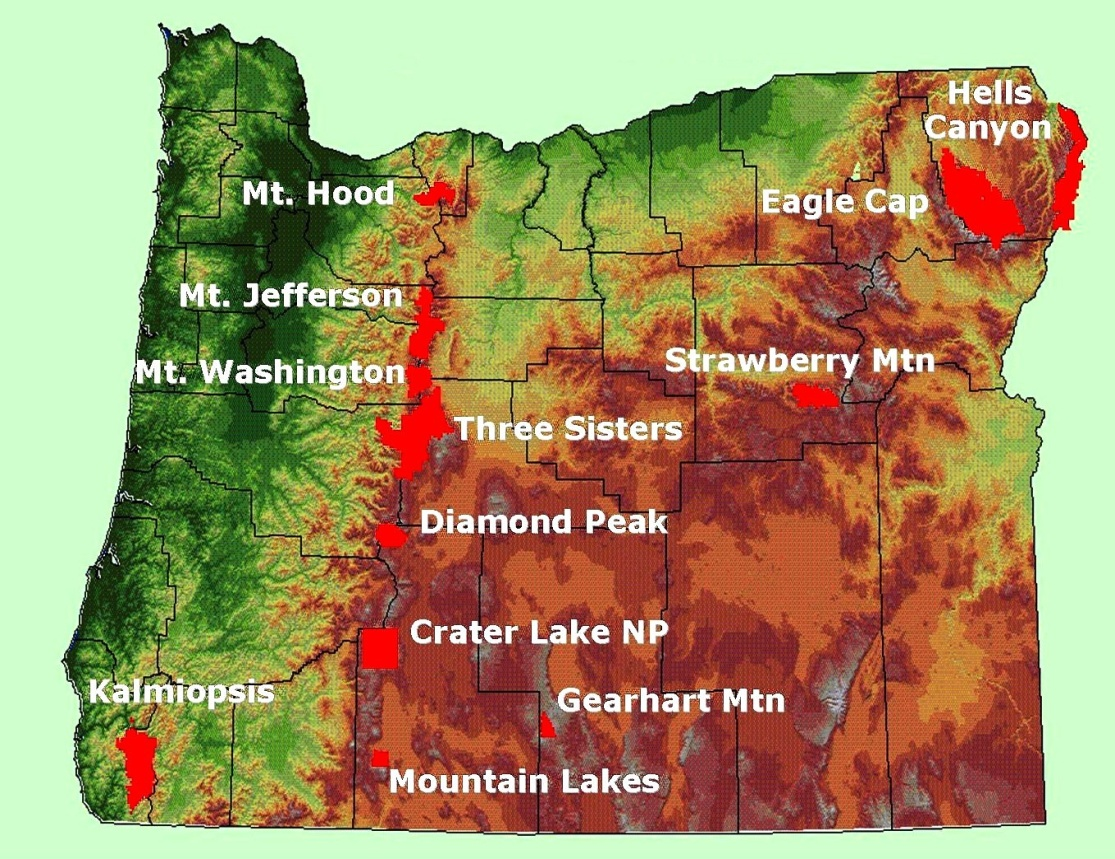 Hells
Canyon
Mt. Hood
Eagle Cap
Mt. Jefferson
Strawberry Mtn
Mt. Washington
Three Sisters
Diamond Peak
Crater Lake NP
Kalmiopsis
Gearhart Mtn
Mountain Lakes